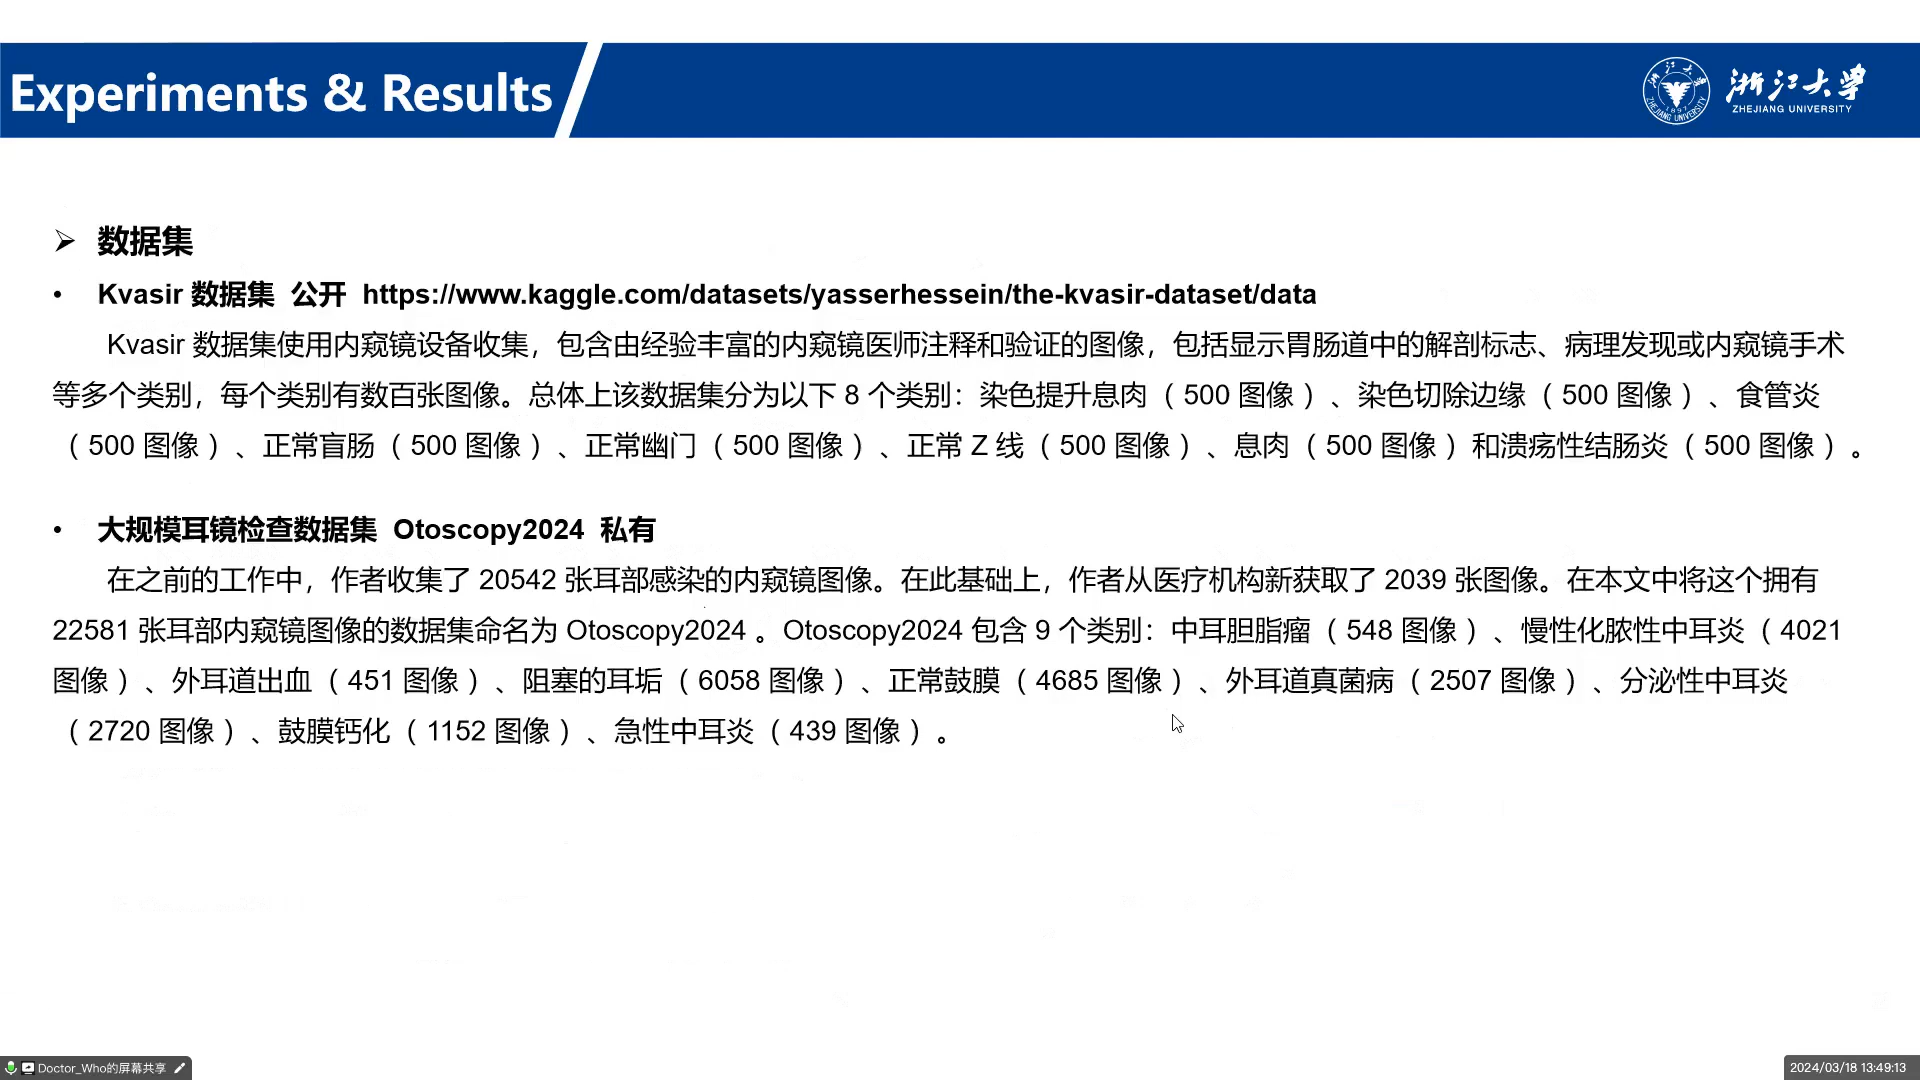 Experiments & Results
浙江大学
ZHEJIANG UNIVERSITY
浙江大学
1897
ZHEJIANG UNIVERSITY
➢ 数据集
• Kvasir 数据集 公开 https://www.kaggle.com/datasets/yasserhessein/the-kvasir-dataset/data
Kvasir 数据集使用内窥镜设备收集，包含由经验丰富的内窥镜医师注释和验证的图像，包括显示胃肠道中的解剖标志、病理发现或内窥镜手术
等多个类别，每个类别有数百张图像。总体上该数据集分为以下 8 个类别：染色提升息肉（ 500 图像 ）、染色切除边缘（ 500 图像 ）、食管炎
（ 500 图像 ）、正常盲肠（ 500 图像 ）、正常幽门（ 500 图像 ）、正常 Z 线（ 500 图像 ）、息肉（ 500 图像 ）和溃疡性结肠炎（ 500 图像 ）。
• 大规模耳镜检查数据集 Otoscopy2024 私有
在之前的工作中，作者收集了 20542 张耳部感染的内窥镜图像。在此基础上，作者从医疗机构新获取了 2039 张图像。在本文中将这个拥有
22581 张耳部内窥镜图像的数据集命名为 Otoscopy2024 。Otoscopy2024 包含 9 个类别：中耳胆脂瘤（ 548 图像 ）、慢性化脓性中耳炎（ 4021
图像 ）、外耳道出血（ 451 图像 ）、阻塞的耳垢（ 6058 图像 ）、正常鼓膜（ 4685 图像 ）、外耳道真菌病（ 2507 图像 ）、分泌性中耳炎
（ 2720 图像 ）、鼓膜钙化（ 1152 图像 ）、急性中耳炎（ 439 图像 ）。
Doctor_Who的屏幕共享
2024/03/18 13:49:13